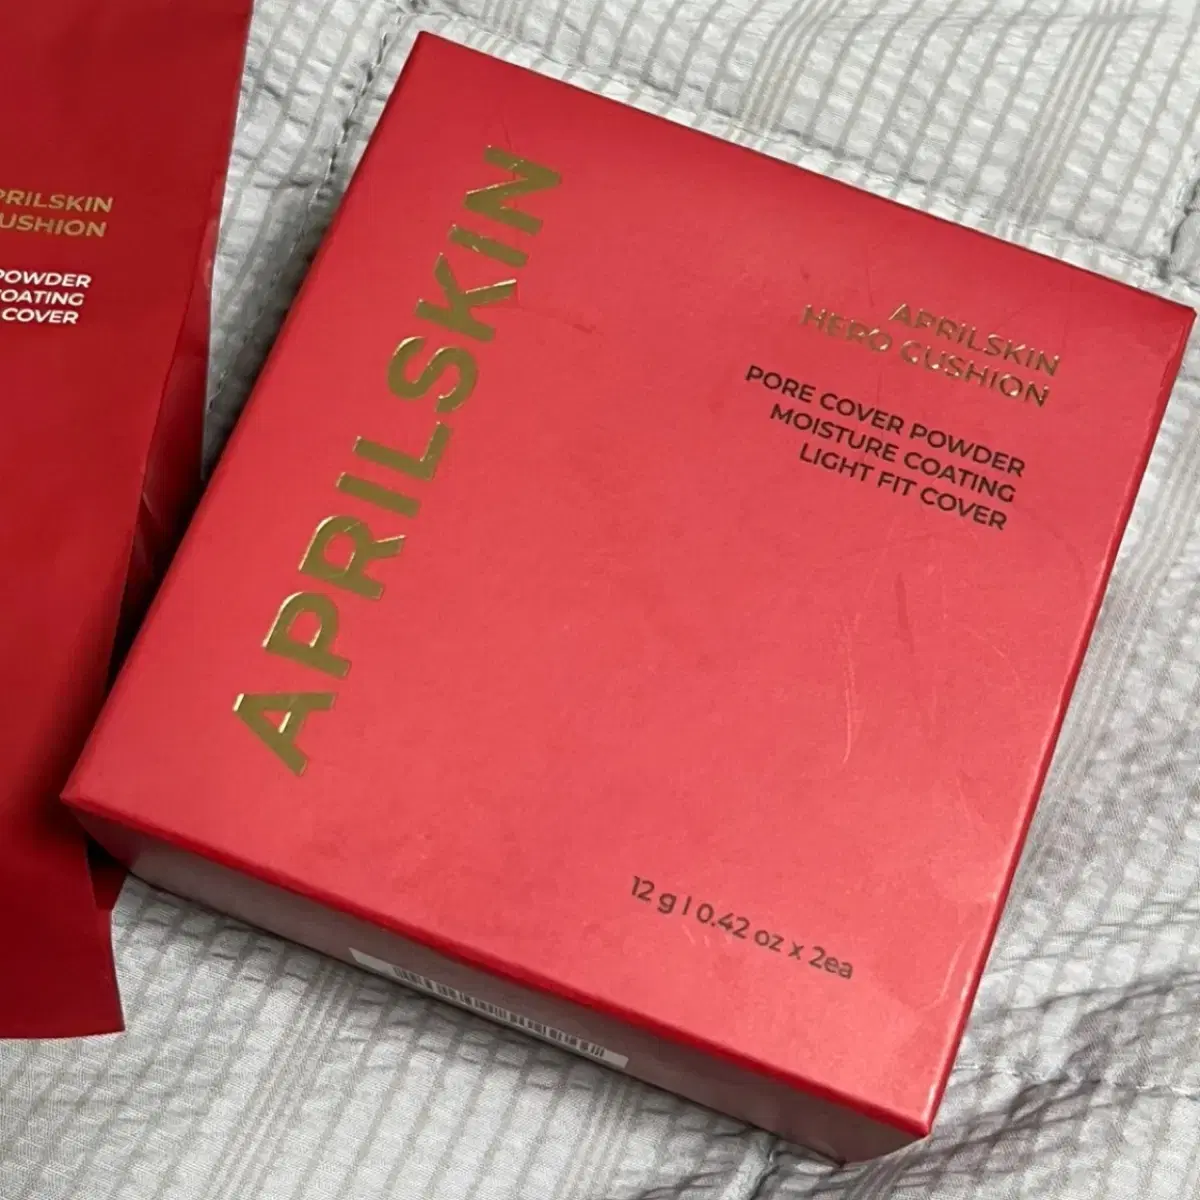 PRILSKIN
USHION
POWDER
OATING
COVER
APRILSKIN
APRILSKIN
HERO CUSHION
PORE COVER POWDER
MOISTURE COATING
LIGHT FIT COVER
12 g | 0.42 oz x 2ea